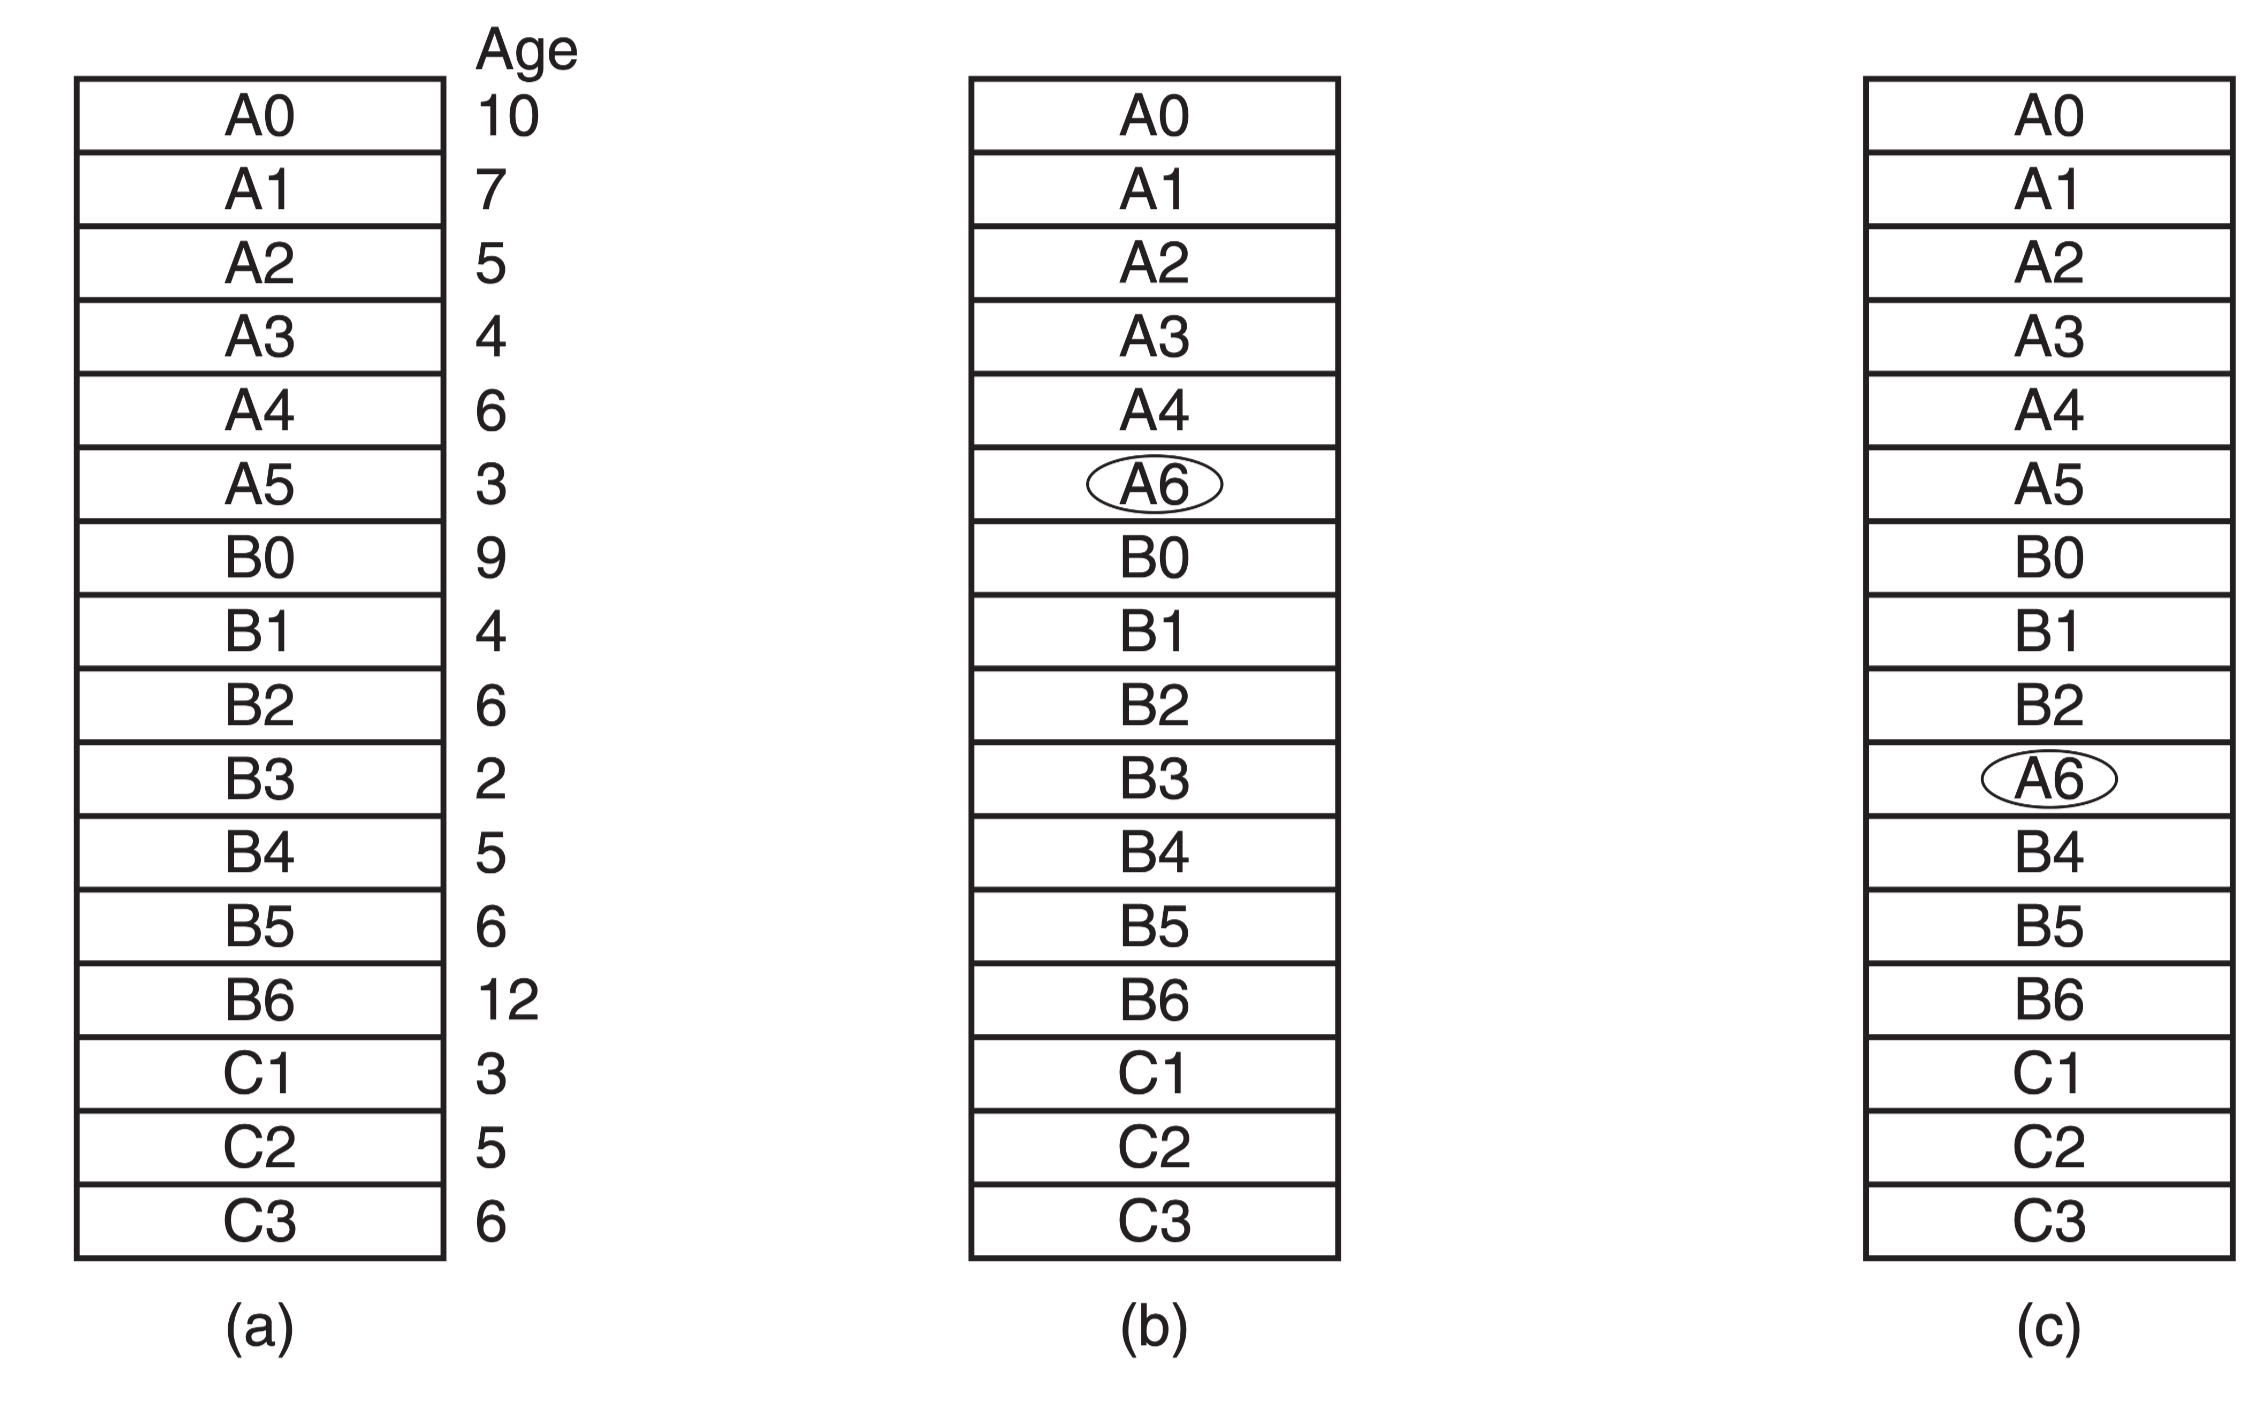 Age
A0 10 A0 A0
A1 7 A1 A1
A2 5 A2 A2
A3 4 A3 A3
A4 6 A4 A4
A5 3 A6 A5
B0 9 B0 B0
B1 4 B1 B1
B2 6 B2 B2
B3 2 B3 A6
B4 5 B4 B4
B5 6 B5 B5
B6 12 B6 B6
C1 3 C1 C1
C2 5 C2 C2
C3 6 C3 C3
(a) (b) (c)